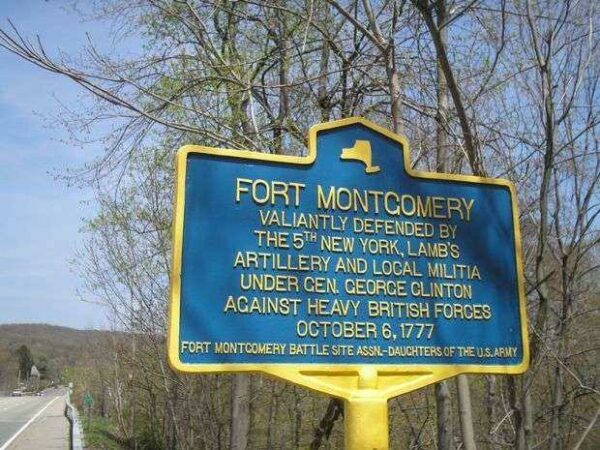 FORT MONTGOMERY
VALIANTLY DEFENDED BY
THE 5TH NEW YORK, LAMB'S
ARTILLERY AND LOCAL MILITIA
UNDER GEN. GEORGE CLINTON
AGAINST HEAVY BRITISH FORCES
OCTOBER 6, 1777
FORT MONTGOMERY BATTLE SITE ASSN.-DAUGHTERS OF THE U.S. ARMY